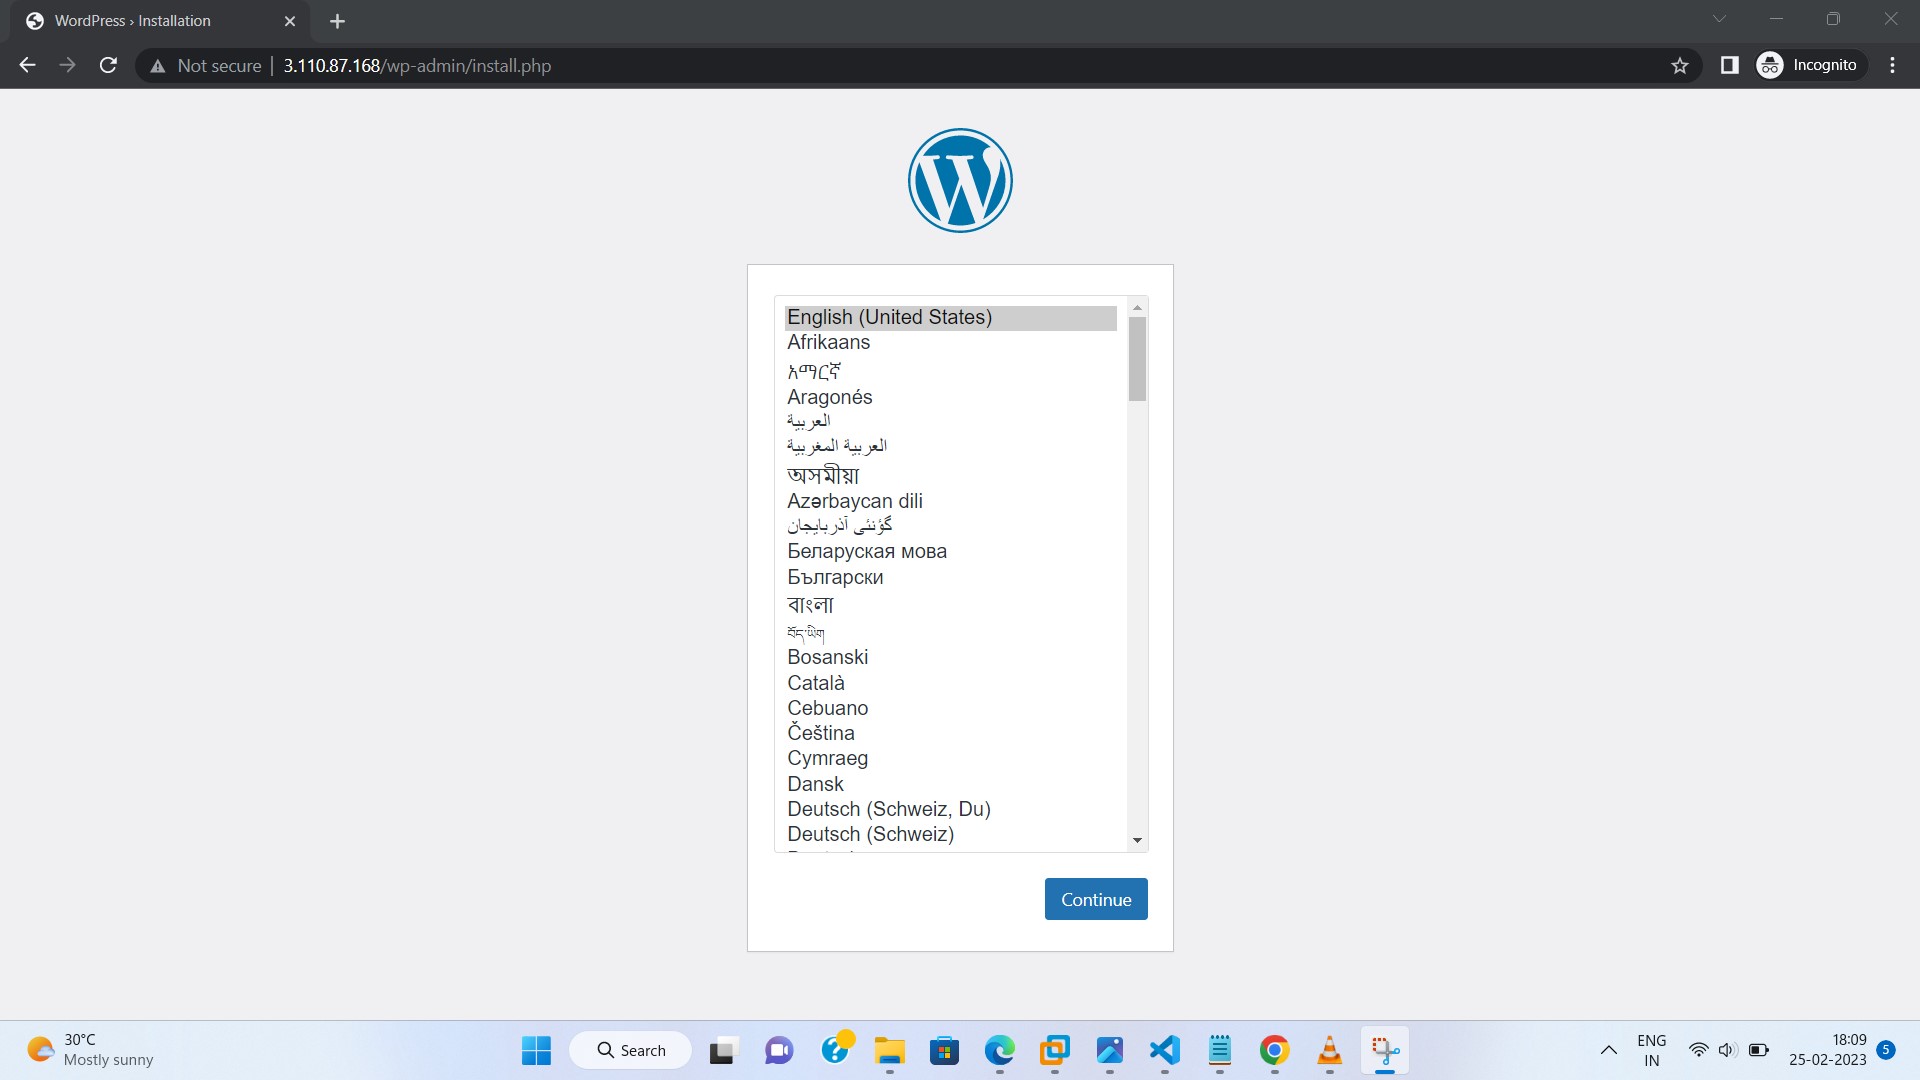 WordPress › Installation
Not secure
3.110.87.168/wp-admin/install.php
Incognito
English (United States)
Afrikaans
አማርኛ
Aragonés
العربية
العربية المغربية
অসমীয়া
Azərbaycan dili
گؤنئی آذربایجان
Беларуская мова
Български
বাংলা
བོད་ཡིག
Bosanski
Català
Cebuano
Čeština
Cymraeg
Dansk
Deutsch (Schweiz, Du)
Deutsch (Schweiz)
Continue
30°C
Mostly sunny
Search
ENG
IN
18:09
25-02-2023
5